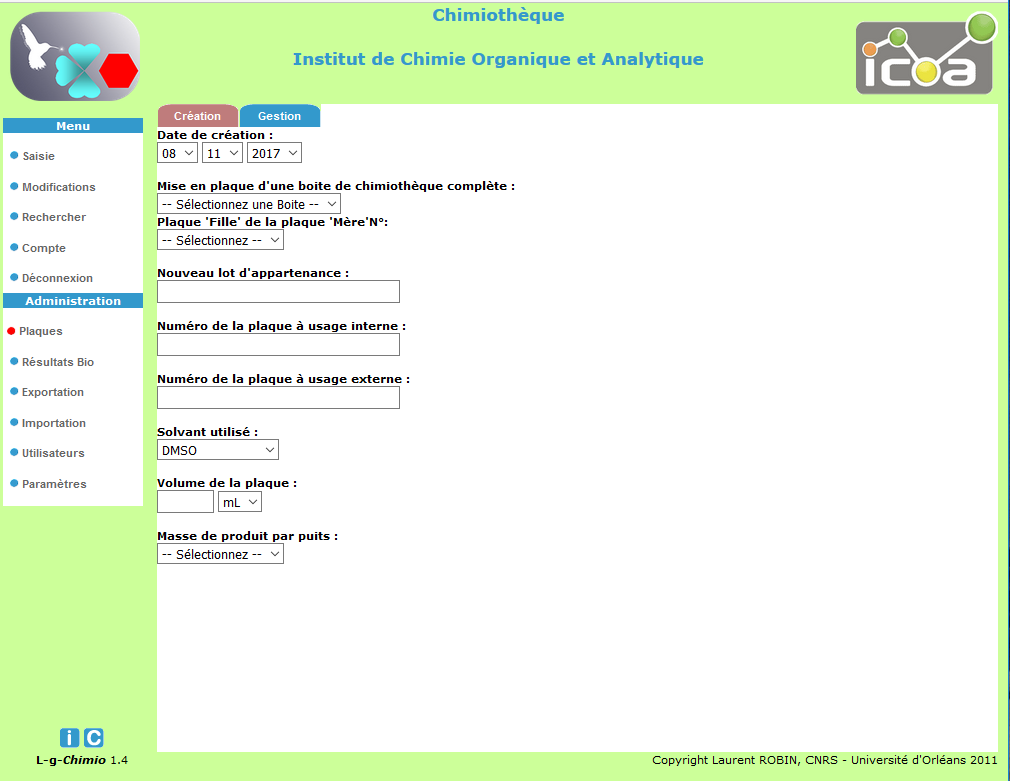 Chimiothèque
Institut de Chimie Organique et Analytique
icoa
Menu
Saisie
Modifications
Rechercher
Compte
Déconnexion
Administration
Plaques
Résultats Bio
Exportation
Importation
Utilisateurs
Paramètres
Création Gestion
Date de création :
08 11 2017
Mise en plaque d'une boite de chimiothèque complète :
-- Sélectionnez une Boite --
Plaque 'Fille' de la plaque 'Mère'N°:
-- Sélectionnez --
Nouveau lot d'appartenance :
Numéro de la plaque à usage interne :
Numéro de la plaque à usage externe :
Solvant utilisé :
DMSO
Volume de la plaque :
mL
Masse de produit par puits :
-- Sélectionnez --
i C
L-g-Chimio 1.4
Copyright Laurent ROBIN, CNRS - Université d'Orléans 2011